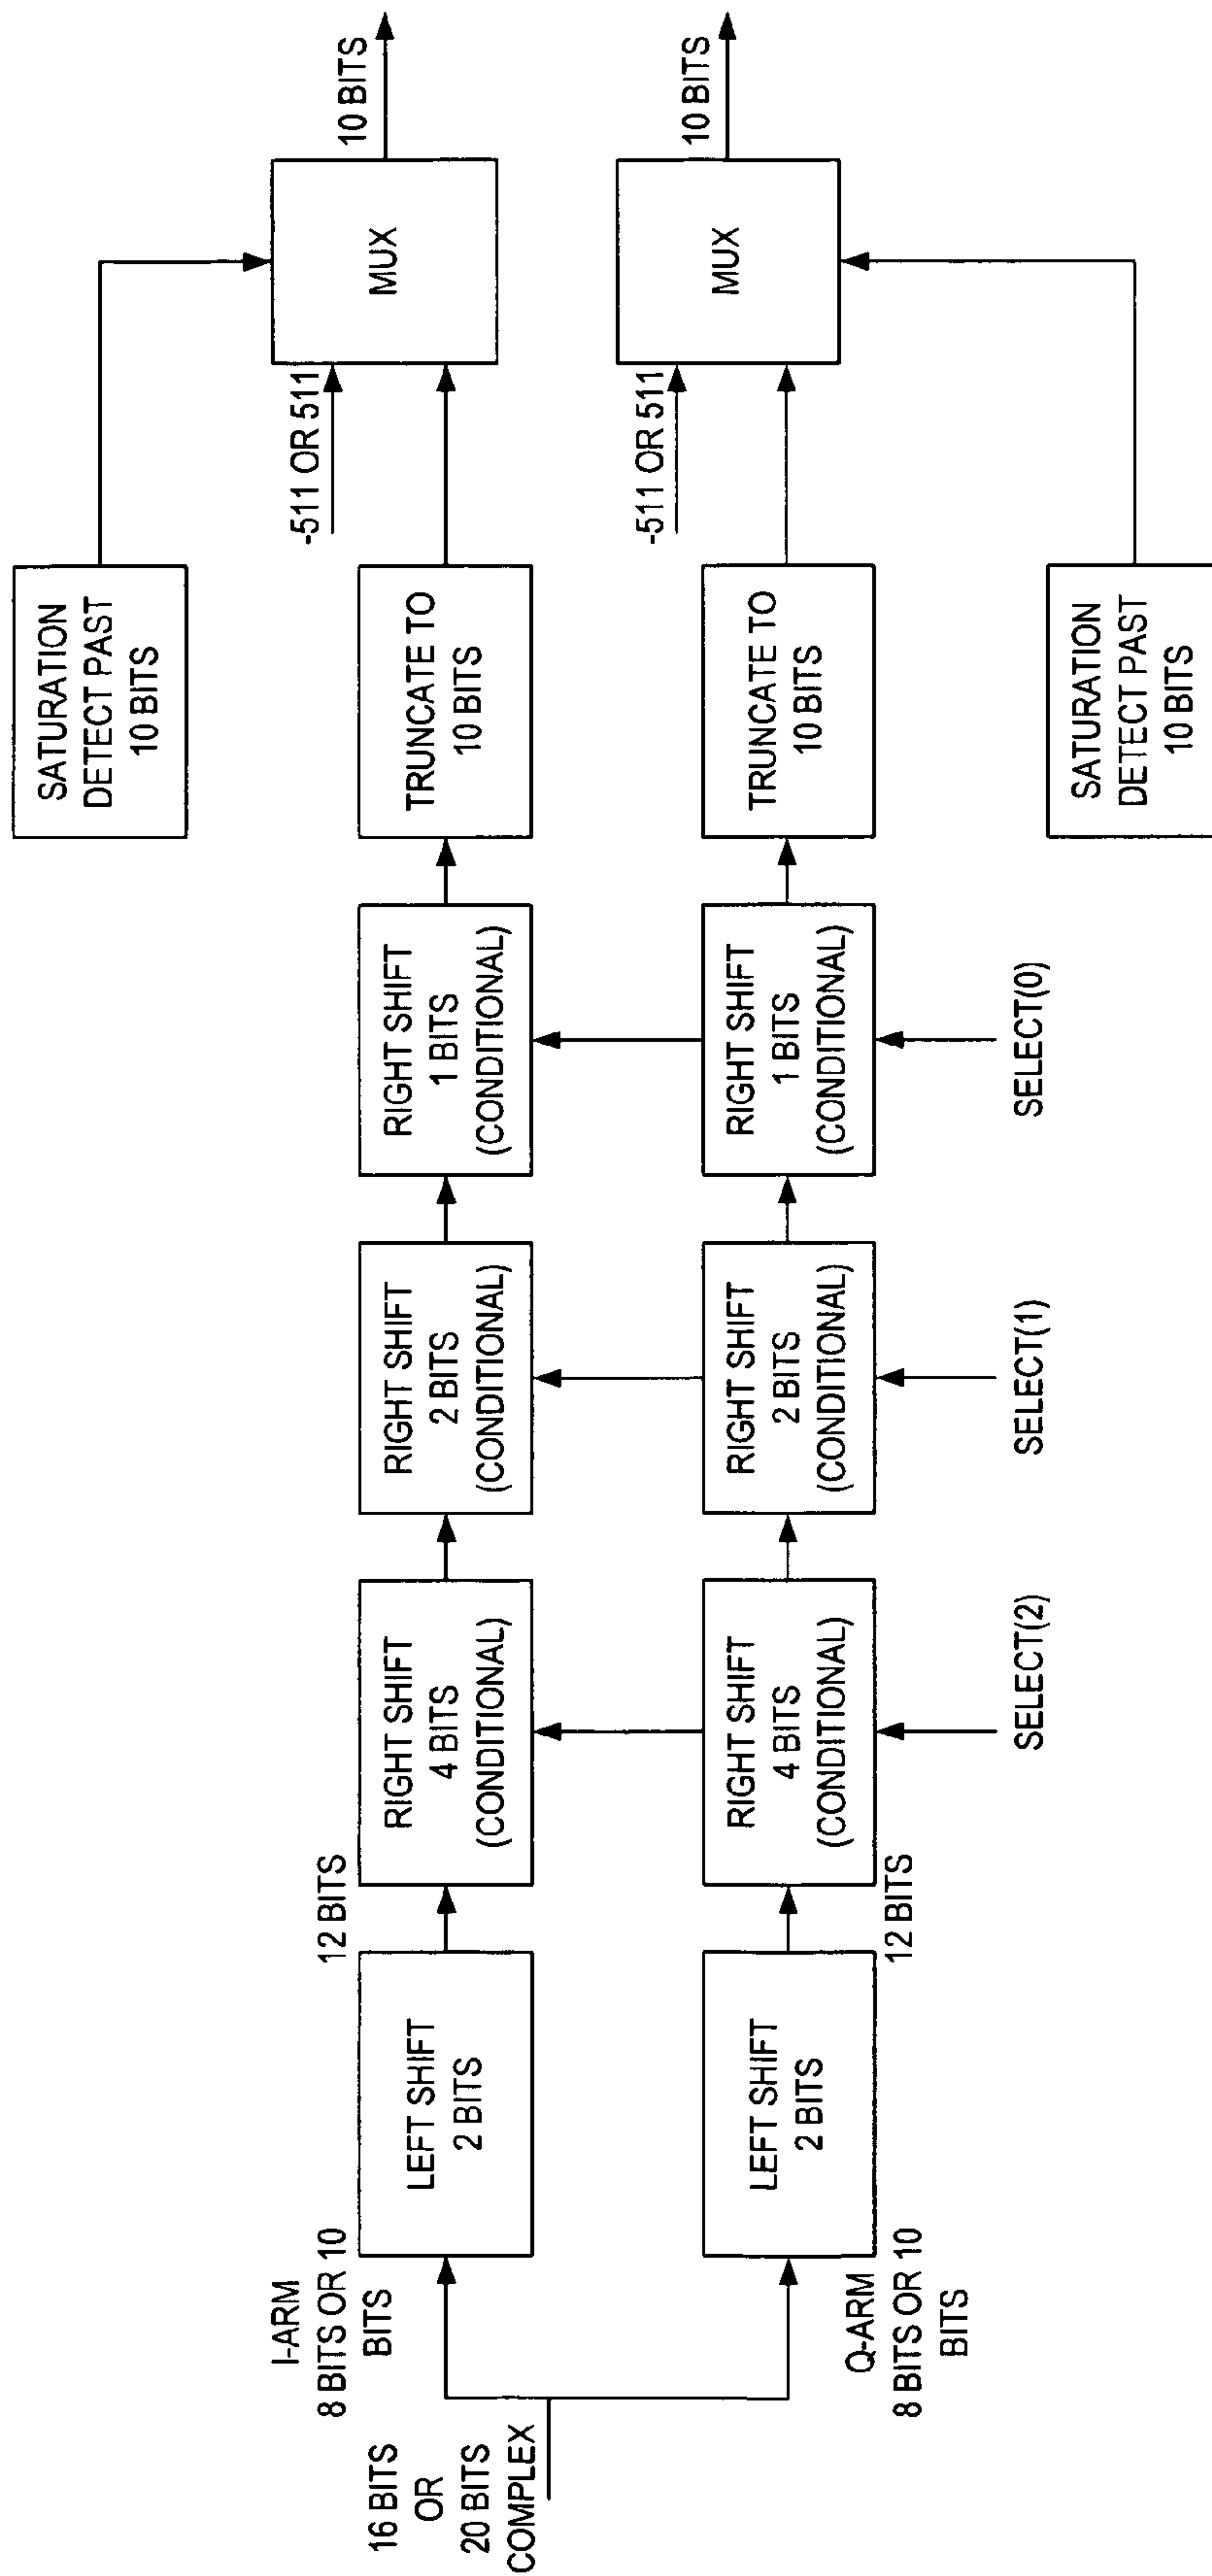 16 BITS
OR
20 BITS
COMPLEX
I-ARM
8 BITS OR 10
BITS
LEFT SHIFT
2 BITS
12 BITS
RIGHT SHIFT
4 BITS
(CONDITIONAL)
RIGHT SHIFT
2 BITS
(CONDITIONAL)
RIGHT SHIFT
1 BITS
(CONDITIONAL)
TRUNCATE TO
10 BITS
SATURATION
DETECT PAST
10 BITS
-511 OR 511
MUX
10 BITS
Q-ARM
8 BITS OR 10
BITS
LEFT SHIFT
2 BITS
12 BITS
RIGHT SHIFT
4 BITS
(CONDITIONAL)
SELECT(2)
RIGHT SHIFT
2 BITS
(CONDITIONAL)
SELECT(1)
RIGHT SHIFT
1 BITS
(CONDITIONAL)
SELECT(0)
TRUNCATE TO
10 BITS
SATURATION
DETECT PAST
10 BITS
-511 OR 511
MUX
10 BITS